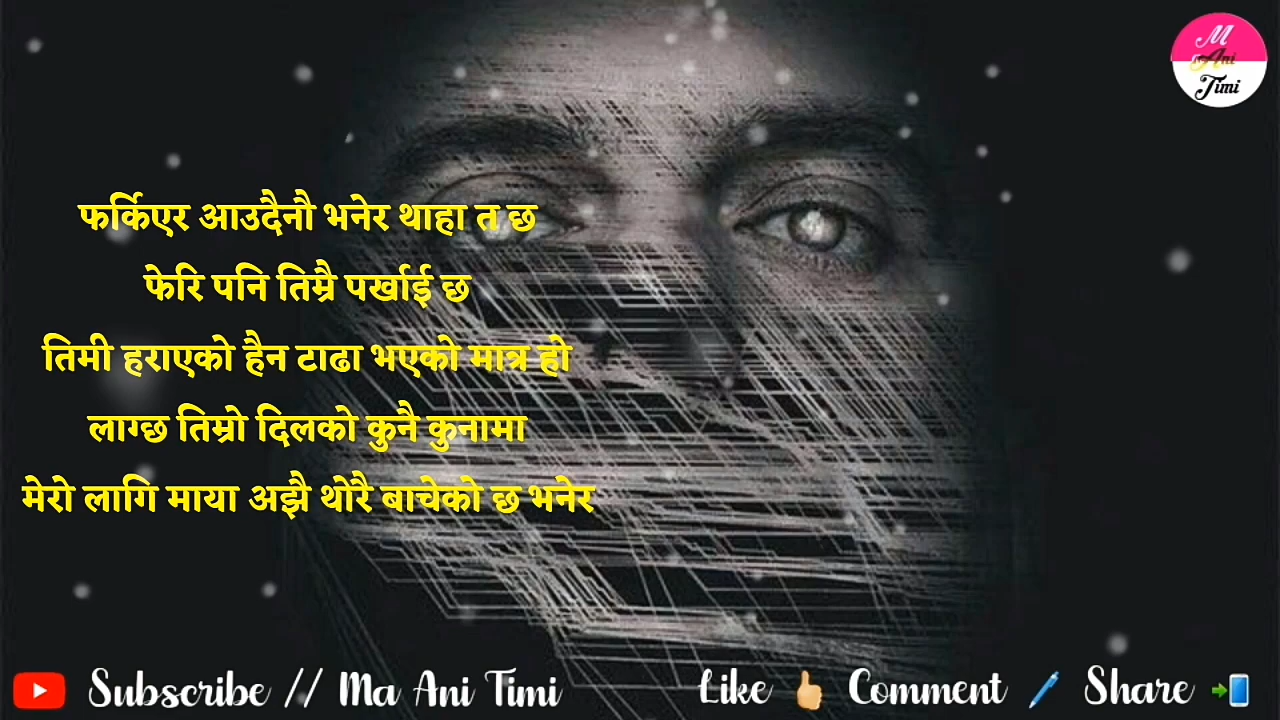 M
Ani
Timi
फर्किएर आउदैनौ भनेर थाहा त छ
फेरि पनि तिम्रै पर्खाई छ
तिमी हराएको हैन टाढा भएको मात्र हो
लाग्छ तिम्रो दिलको कुनै कुनामा
मेरो लागि माया अझै थोरै बाचेको छ भनेर
Subscribe // Ma Ani Timi Like Comment Share